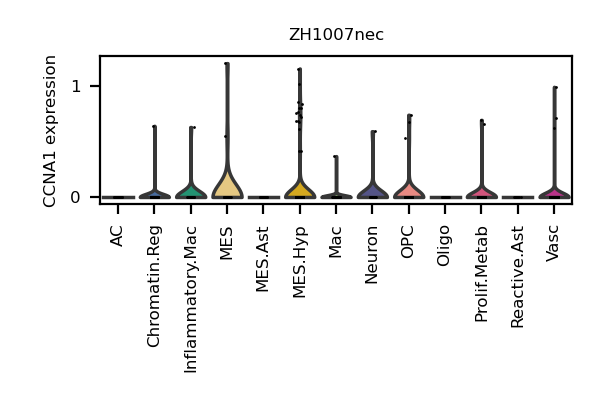 ZH1007nec
CCNA1 expression
1
0
AC
Chromatin.Reg
Inflammatory.Mac
MES
MES.Ast
MES.Hyp
Mac
Neuron
OPC
Oligo
Prolif.Metab
Reactive.Ast
Vasc